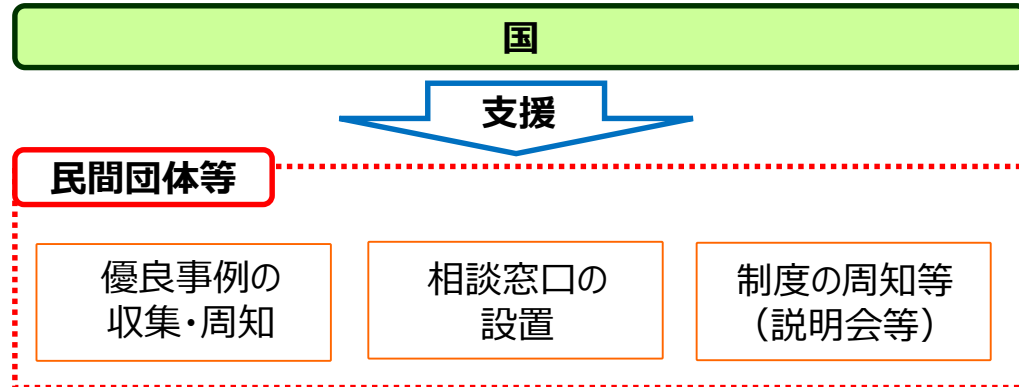 国
支援
民間団体等
優良事例の
収集・周知
相談窓口の
設置
制度の周知等
（説明会等）